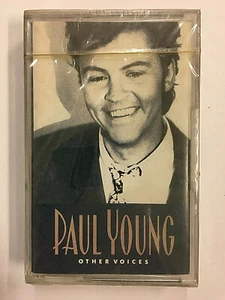 PAUL YOUNG
OTHER VOICES